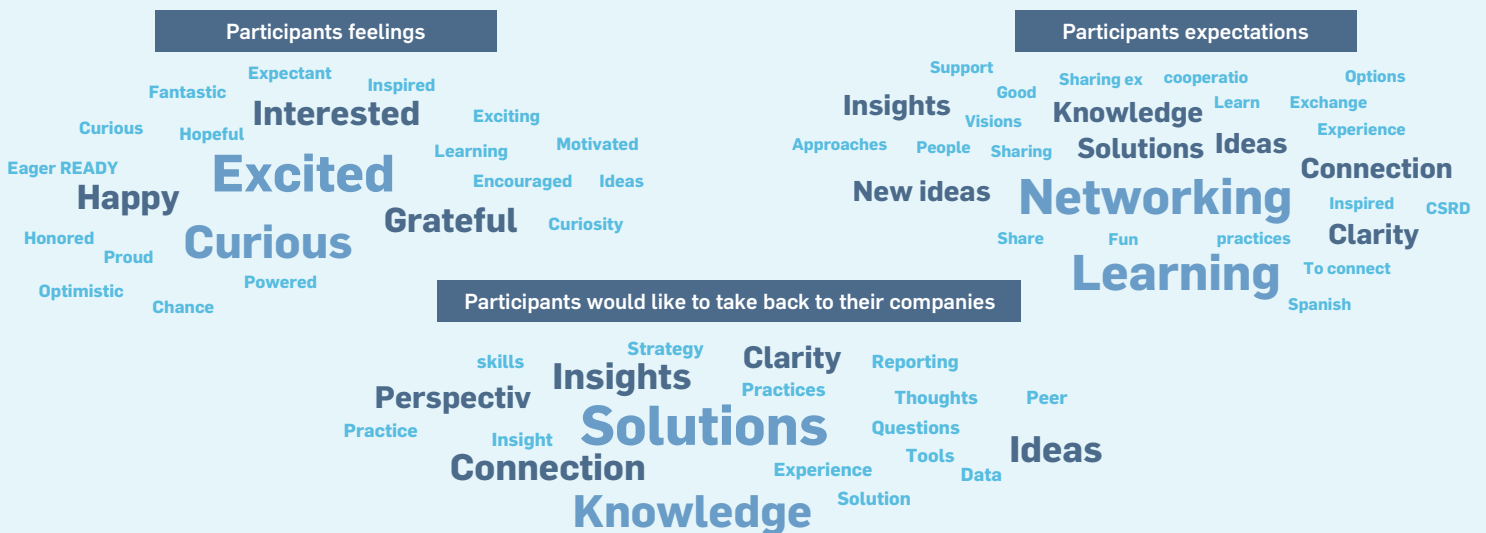 Participants feelings
Expectant
Fantastic
Inspired
Interested
Curious
Hopeful
Exciting
Learning
Motivated
Eager READY
Excited
Encouraged
Ideas
Happy
Grateful
Curiosity
Honored
Proud
Curious
Optimistic
Chance
Powered
Participants expectations
Support
Sharing ex
cooperatio
Options
Good
Insights
Knowledge
Learn
Exchange
Visions
Experience
Approaches
People
Sharing
Solutions
Ideas
Connection
New ideas
Networking
Inspired
CSRD
Share
Fun
practices
Clarity
Learning
To connect
Spanish
Participants would like to take back to their companies
Strategy
skills
Clarity
Reporting
Insights
Perspectiv
Practices
Thoughts
Peer
Practice
Insight
Solutions
Questions
Ideas
Connection
Tools
Experience
Data
Knowledge
Solution